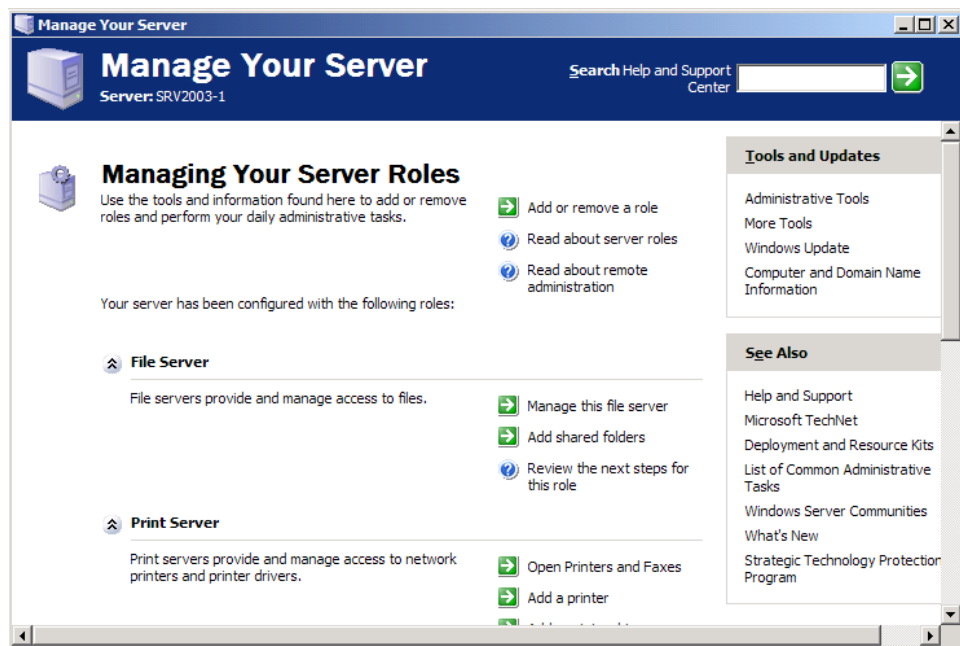 Manage Your Server
Manage Your Server
Server: SRV2003-1
Search Help and Support
Center
Managing Your Server Roles
Use the tools and information found here to add or remove
roles and perform your daily administrative tasks.
Add or remove a role
Read about server roles
Read about remote
administration
Your server has been configured with the following roles:
File Server
File servers provide and manage access to files.
Manage this file server
Add shared folders
Review the next steps for
this role
Print Server
Print servers provide and manage access to network
printers and printer drivers.
Open Printers and Faxes
Add a printer
Tools and Updates
Administrative Tools
More Tools
Windows Update
Computer and Domain Name
Information
See Also
Help and Support
Microsoft TechNet
Deployment and Resource Kits
List of Common Administrative
Tasks
Windows Server Communities
What's New
Strategic Technology Protection
Program